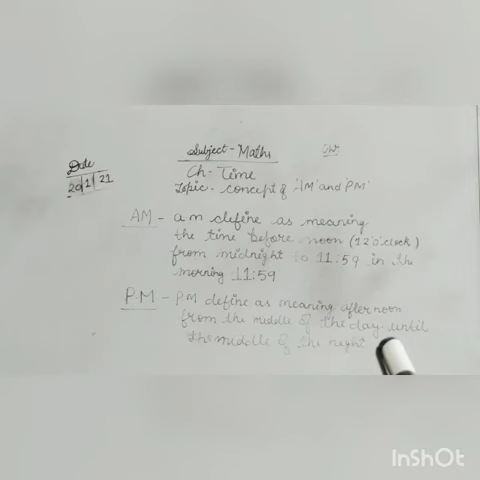 Date
20/1/21
Subject - Maths
CW
Ch - Time
Topic - concept of 'AM' and 'PM'
AM - a m define as meaning
the time before noon (12 o'clock)
from midnight to 11:59 in the
morning 11:59
P.M - P.M define as meaning afternoon
from the middle of the day until
the middle of the night
InShOt